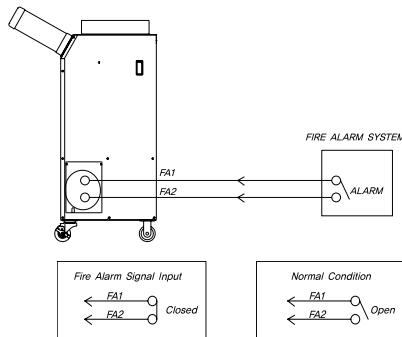 FIRE ALARM SYSTEM
FA1
FA2
ALARM
Fire Alarm Signal Input
FA1
FA2
Closed
Normal Condition
FA1
FA2
Open